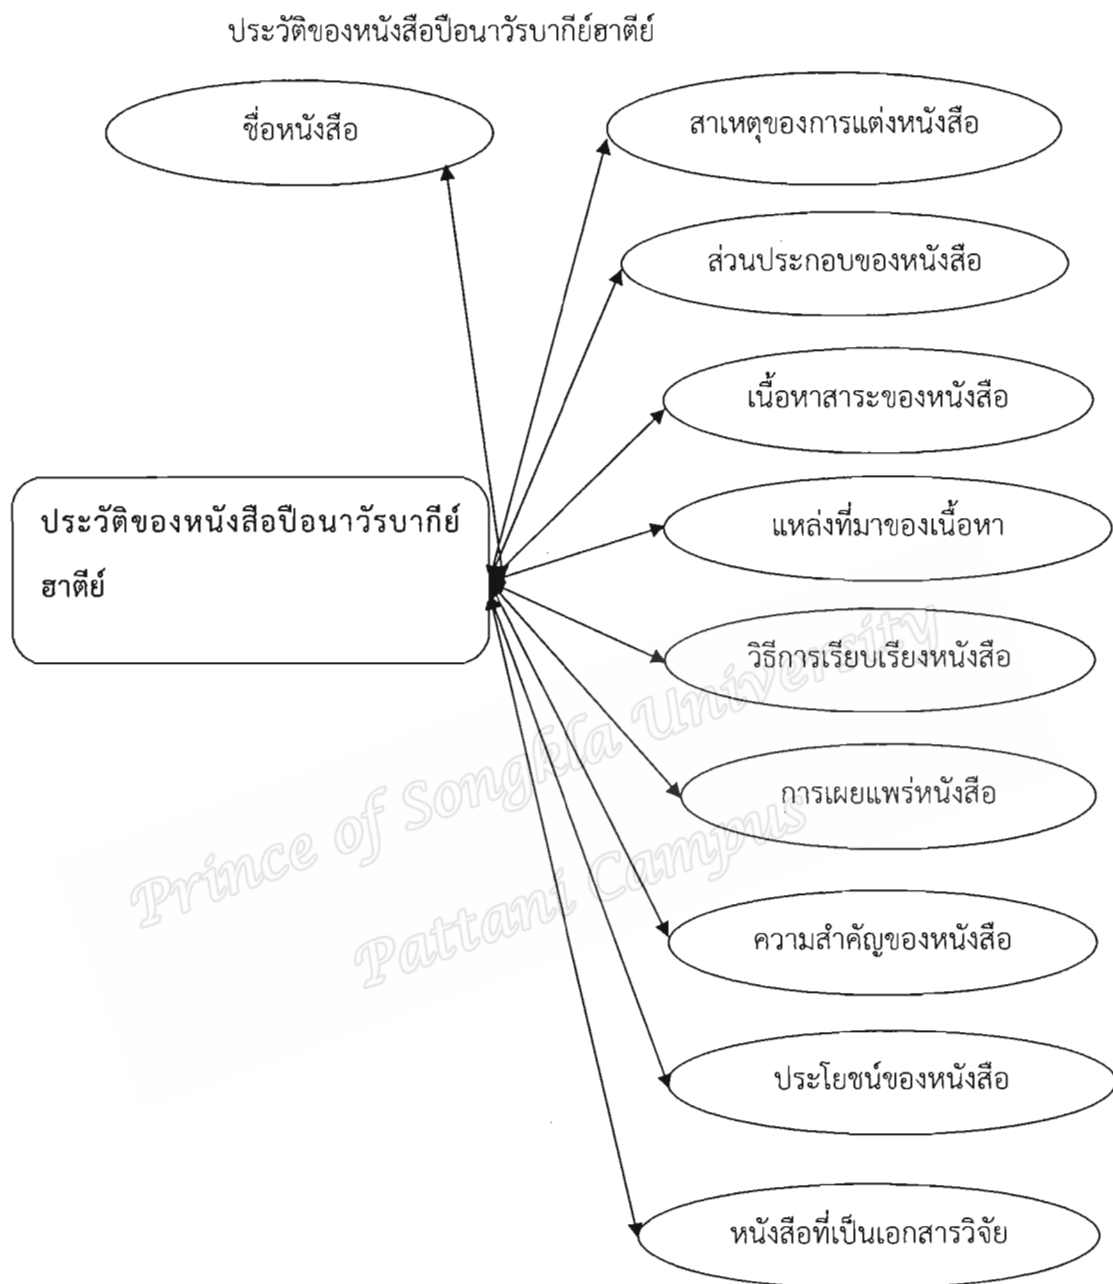 ประวัติของหนังสือปือนาวัรบากีย์ฮาตีย์
ชื่อหนังสือ
สาเหตุของการแต่งหนังสือ
ส่วนประกอบของหนังสือ
เนื้อหาสาระของหนังสือ
ประวัติของหนังสือปือนาวัรบากีย์
ฮาตีย์
แหล่งที่มาของเนื้อหา
วิธีการเรียบเรียงหนังสือ
การเผยแพร่หนังสือ
ความสำคัญของหนังสือ
ประโยชน์ของหนังสือ
หนังสือที่เป็นเอกสารวิจัย
Prince of Songkla University
Pattani Campus